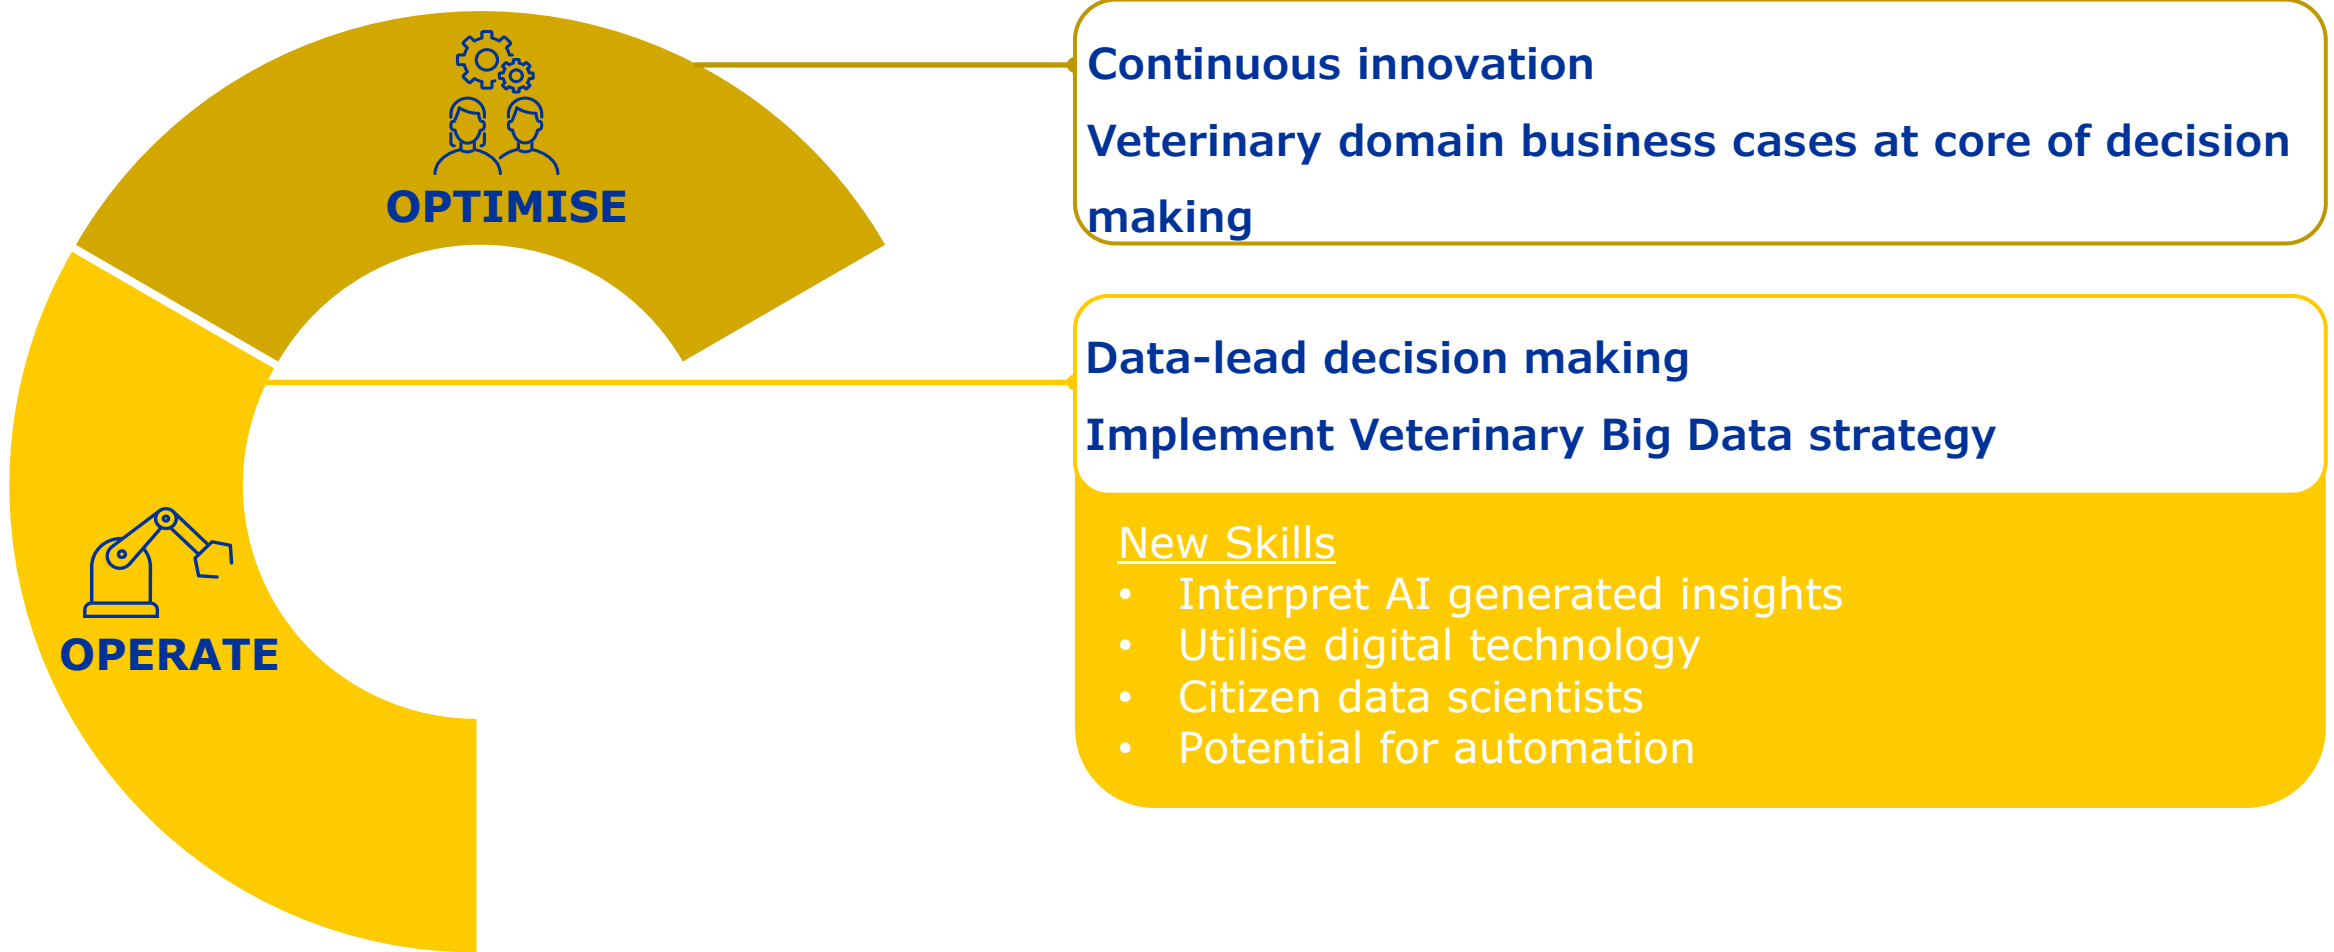 OPTIMISE
Continuous innovation
Veterinary domain business cases at core of decision
making
OPERATE
Data-lead decision making
Implement Veterinary Big Data strategy
New Skills
• Interpret AI generated insights
• Utilise digital technology
• Citizen data scientists
• Potential for automation